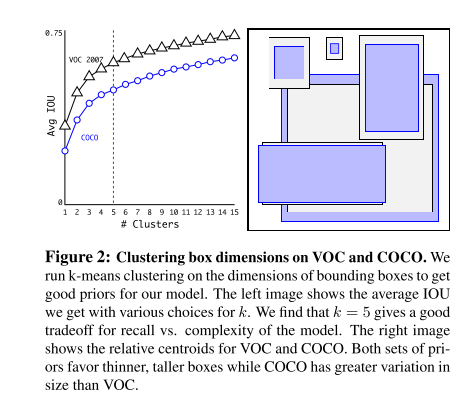 0.75
VOC 2007
Avg IOU
COCO
0
1 2 3 4 5 6 7 8 9 10 11 12 13 14 15
# Clusters
Figure 2: Clustering box dimensions on VOC and COCO. We
run k-means clustering on the dimensions of bounding boxes to get
good priors for our model. The left image shows the average IOU
we get with various choices for k. We find that k = 5 gives a good
tradeoff for recall vs. complexity of the model. The right image
shows the relative centroids for VOC and COCO. Both sets of pri-
ors favor thinner, taller boxes while COCO has greater variation in
size than VOC.